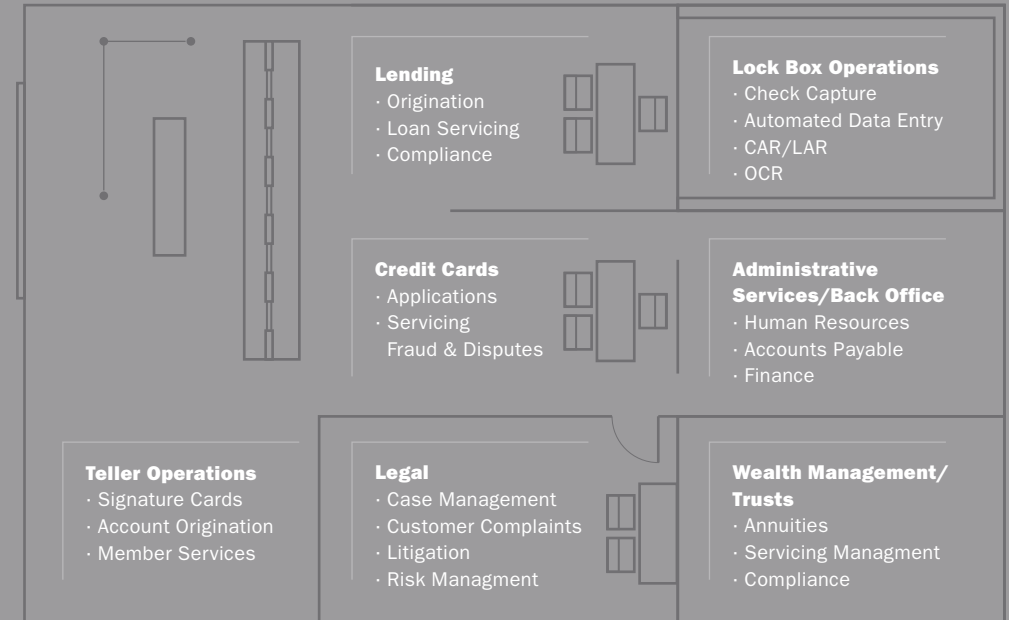 Lending
· Origination
· Loan Servicing
· Compliance
Lock Box Operations
· Check Capture
· Automated Data Entry
· CAR/LAR
· OCR
Credit Cards
· Applications
· Servicing
Fraud & Disputes
Administrative
Services/Back Office
· Human Resources
· Accounts Payable
· Finance
Teller Operations
· Signature Cards
· Account Origination
· Member Services
Legal
· Case Management
· Customer Complaints
· Litigation
· Risk Managment
Wealth Management/
Trusts
· Annuities
· Servicing Managment
· Compliance